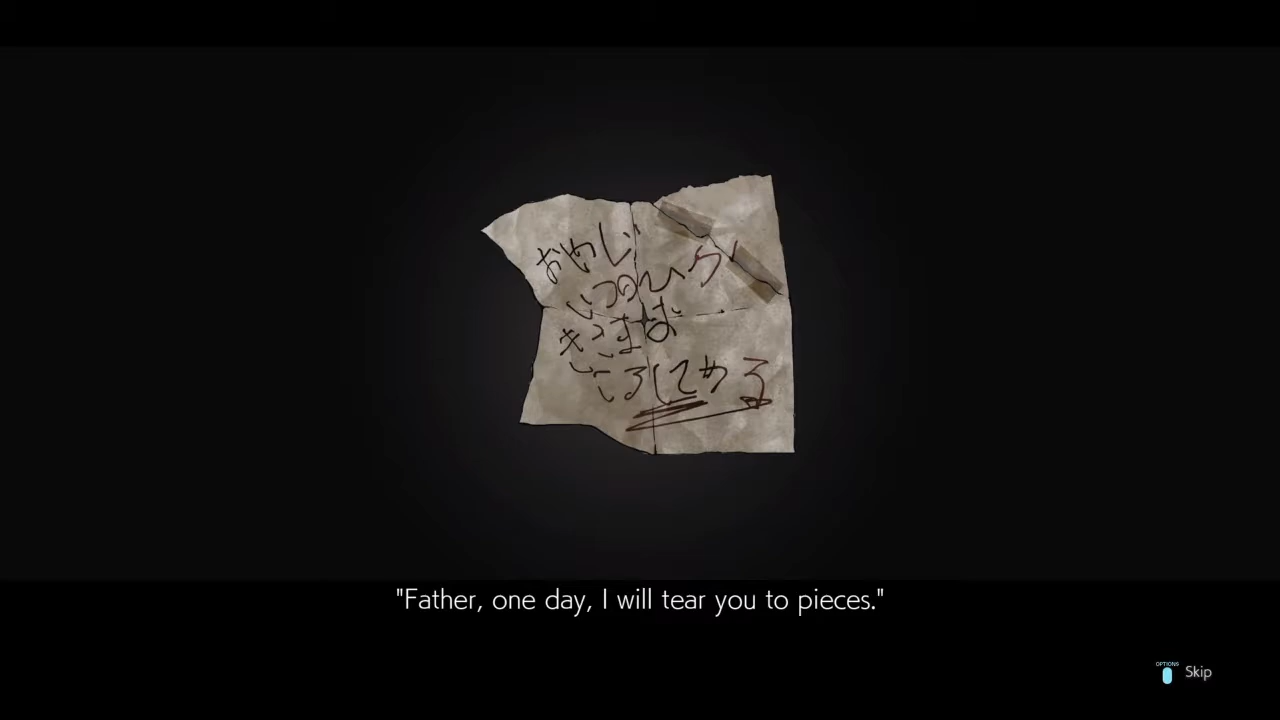 おやじ
いつのひか
きさまお
ころしてやる
"Father, one day, I will tear you to pieces."
OPTIONS
Skip